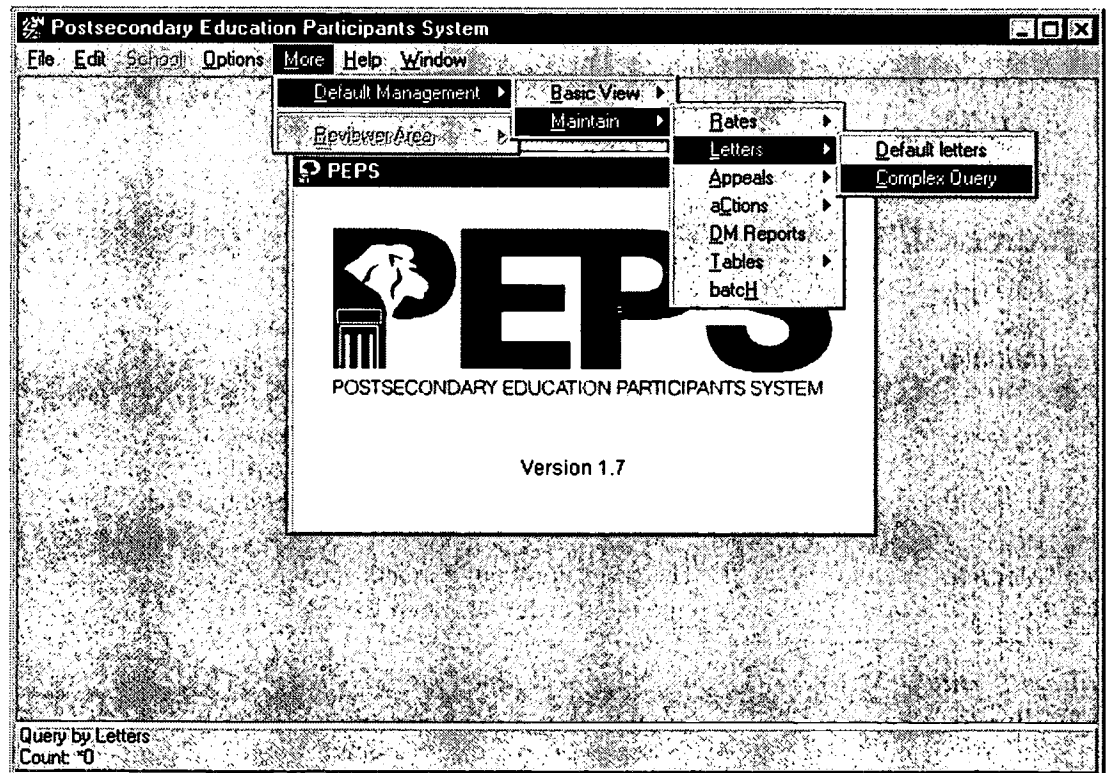 Postsecondary Education Participants System
File Edit School Options More Help Window
Default Management Basic View
Reviewer Area Maintain Rates
Letters Default letters
Appeals Complex Query
aCtions
DM Reports
Tables
batcH
PEPS
PEPS
POSTSECONDARY EDUCATION PARTICIPANTS SYSTEM
Version 1.7
Query by Letters
Count: *0